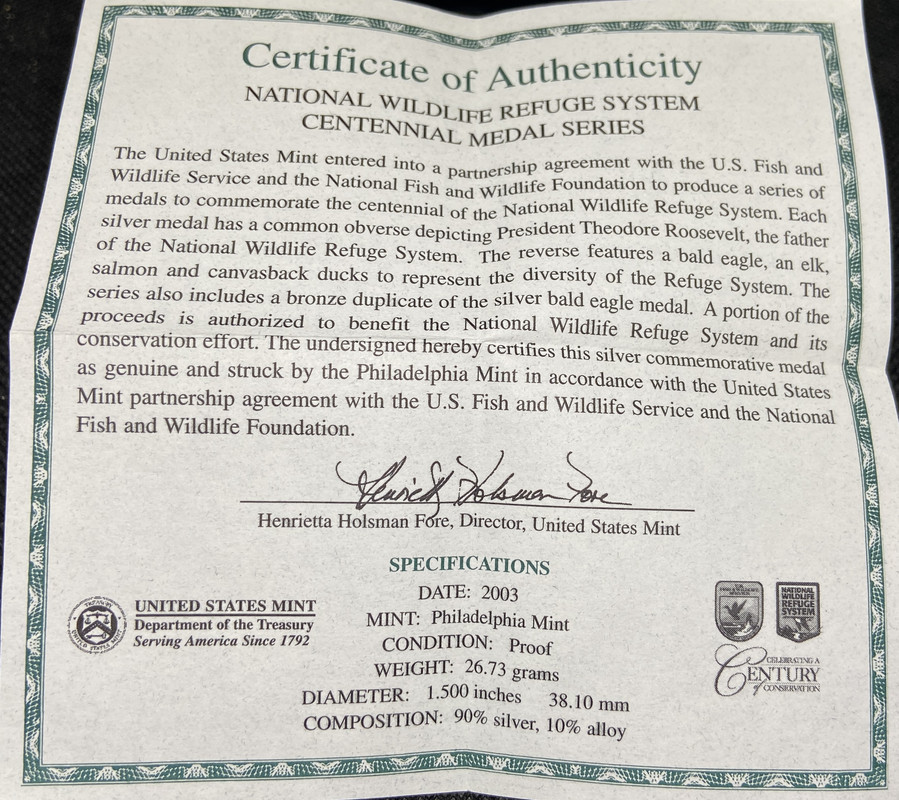 Certificate of Authenticity
NATIONAL WILDLIFE REFUGE SYSTEM
CENTENNIAL MEDAL SERIES
The United States Mint entered into a partnership agreement with the U.S. Fish and
Wildlife Service and the National Fish and Wildlife Foundation to produce a series of
medals to commemorate the centennial of the National Wildlife Refuge System. Each
silver medal has a common obverse depicting President Theodore Roosevelt, the father
of the National Wildlife Refuge System. The reverse features a bald eagle, an elk,
salmon and canvasback ducks to represent the diversity of the Refuge System. The
series also includes a bronze duplicate of the silver bald eagle medal. A portion of the
proceeds is authorized to benefit the National Wildlife Refuge System and its
conservation effort. The undersigned hereby certifies this silver commemorative medal
as genuine and struck by the Philadelphia Mint in accordance with the United States
Mint partnership agreement with the U.S. Fish and Wildlife Service and the National
Fish and Wildlife Foundation.
Henrietta Holsman Fore
Henrietta Holsman Fore, Director, United States Mint
SPECIFICATIONS
DATE: 2003
MINT: Philadelphia Mint
CONDITION: Proof
WEIGHT: 26.73 grams
DIAMETER: 1.500 inches 38.10 mm
COMPOSITION: 90% silver, 10% alloy
UNITED STATES MINT
Department of the Treasury
Serving America Since 1792
U.S.
FISH & WILDLIFE
SERVICE
NATIONAL
WILDLIFE
REFUGE
SYSTEM
CELEBRATING A
CENTURY
of CONSERVATION